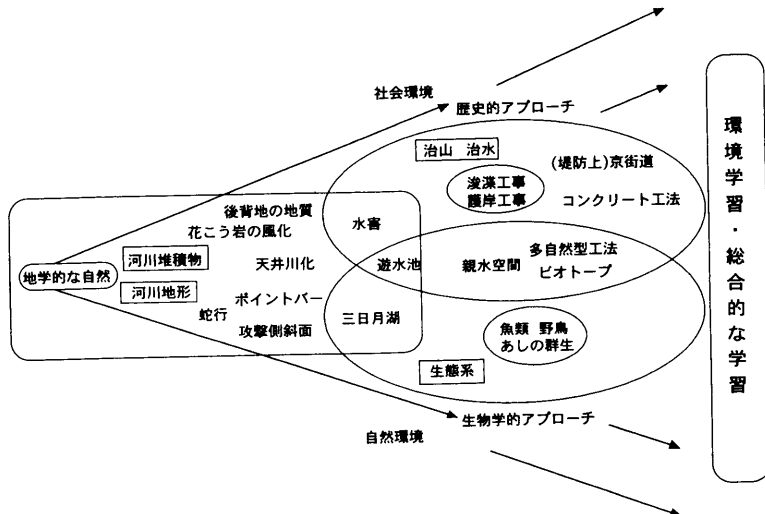 社会環境
歴史的アプローチ
治山 治水
(堤防上)京街道
浚渫工事
護岸工事
コンクリート工法
後背地の地質
花こう岩の風化
水害
河川堆積物
地学的な自然
天井川化
遊水池
親水空間
多自然型工法
ビオトープ
河川地形
ポイントバー
蛇行
三日月湖
攻撃側斜面
魚類 野鳥
あしの群生
生態系
生物学的アプローチ
自然環境
環境学習・総合的な学習